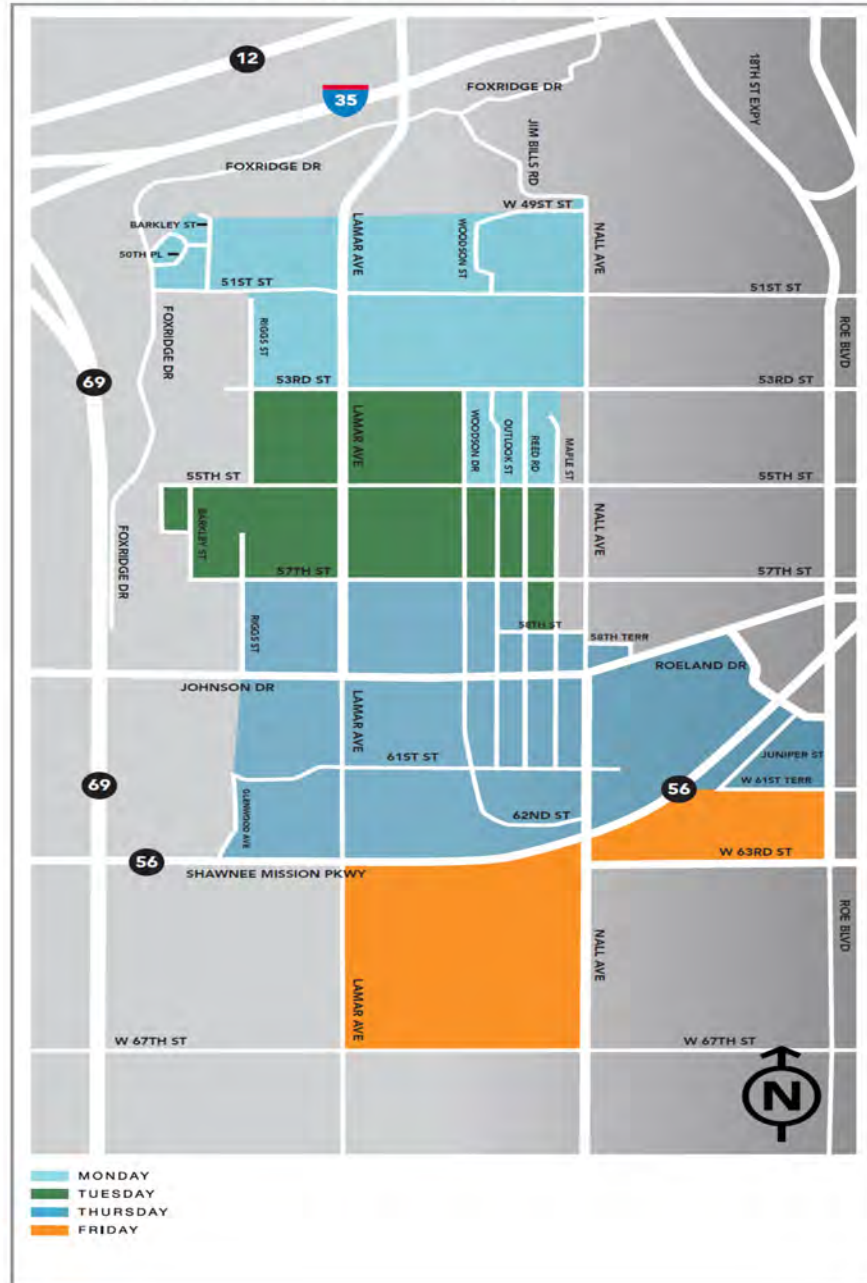 12
18TH ST EXPY
35
FOXRIDGE DR
JIM BILLS RD
FOXRIDGE DR
W 49ST ST
BARKLEY ST
LAMAR AVE
WOODSON ST
NALL AVE
50TH PL
51ST ST
51ST ST
FOXRIDGE DR
RIGGS ST
ROE BLVD
69
53RD ST
53RD ST
LAMAR AVE
WOODSON DR
OUTLOOK ST
REED RD
MAPLE ST
55TH ST
55TH ST
FOXRIDGE DR
BARKLEY ST
NALL AVE
57TH ST
57TH ST
RIGGS ST
58TH ST
58TH TERR
ROELAND DR
JOHNSON DR
LAMAR AVE
61ST ST
JUNIPER ST
W 61ST TERR
69
56
GLENWOOD AVE
62ND ST
W 63RD ST
56
SHAWNEE MISSION PKWY
NALL AVE
ROE BLVD
LAMAR AVE
W 67TH ST
W 67TH ST
N
MONDAY
TUESDAY
THURSDAY
FRIDAY